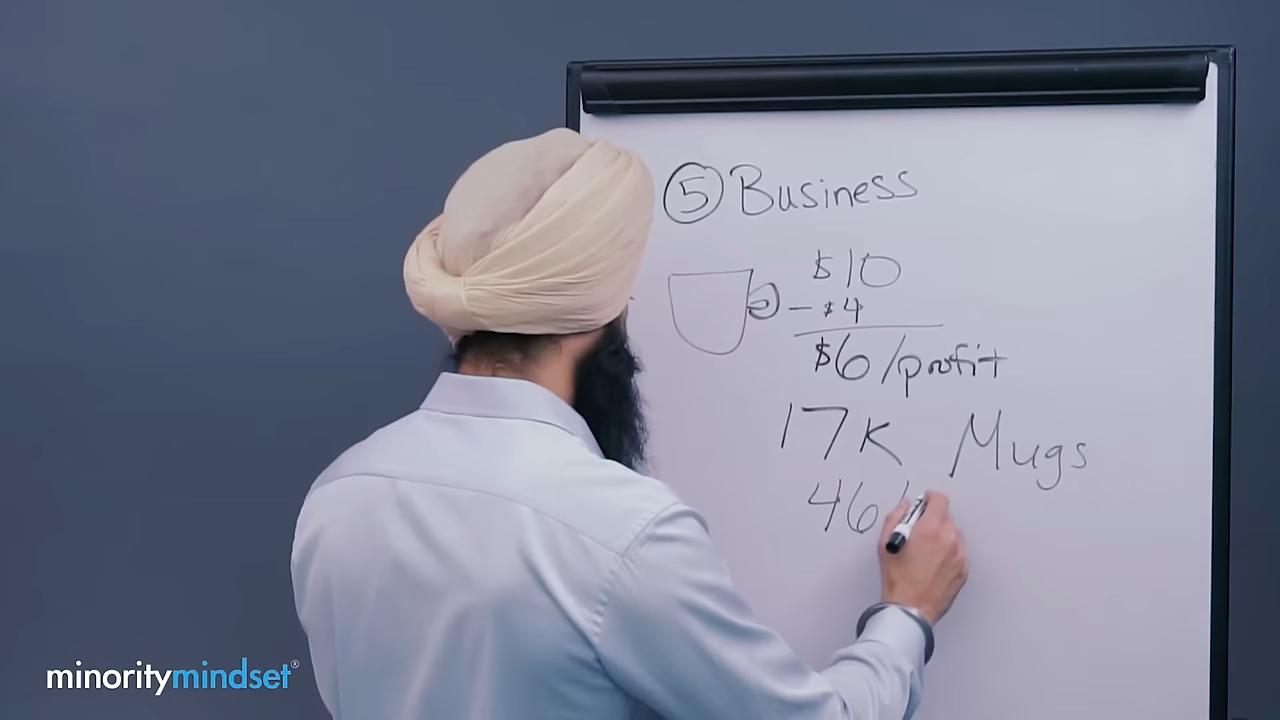 ⑤ Business
$10
- $4
$6/profit
17K Mugs
46
minoritymindset®